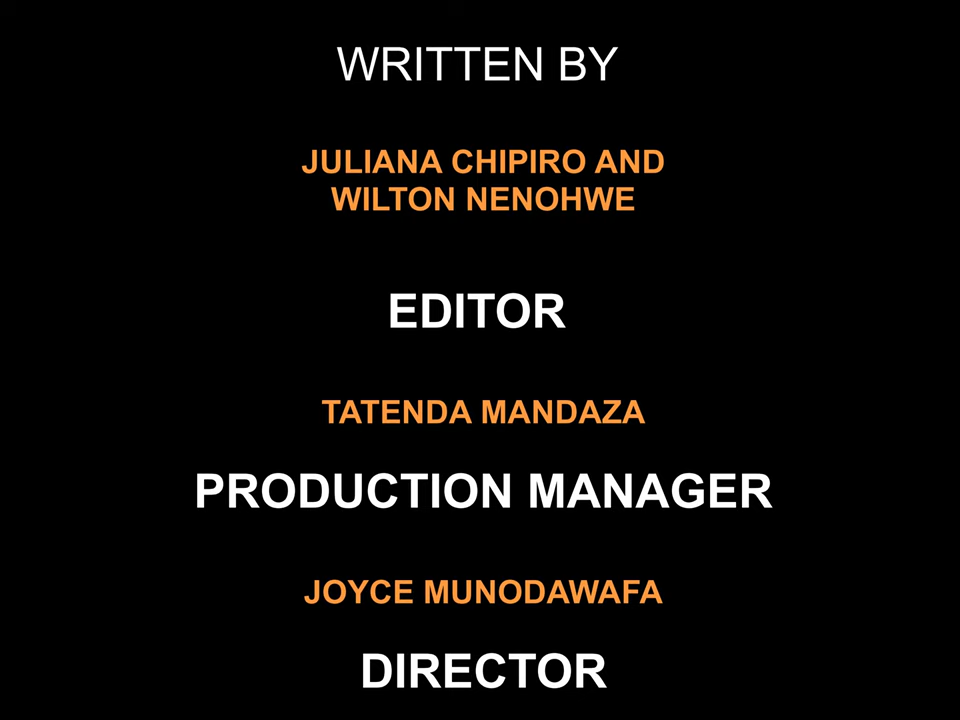 WRITTEN BY
JULIANA CHIPIRO AND
WILTON NENOHWE
EDITOR
TATENDA MANDAZA
PRODUCTION MANAGER
JOYCE MUNODAWAFA
DIRECTOR